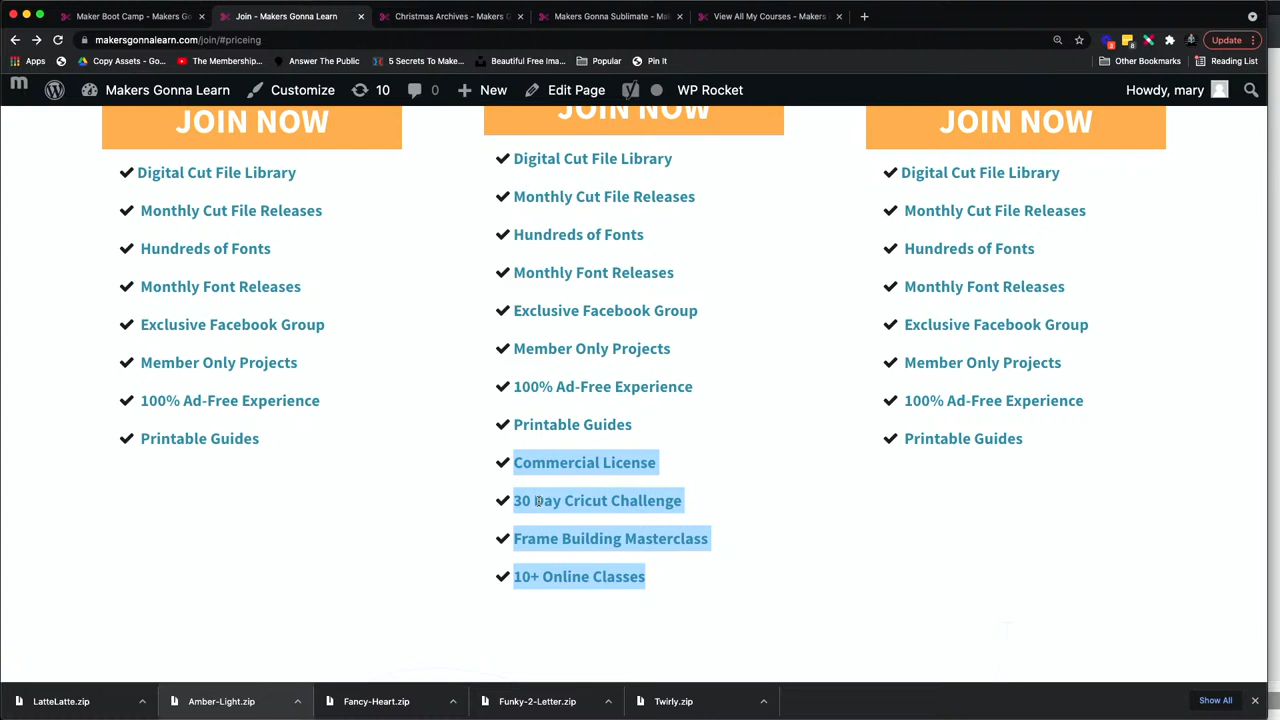 Maker Boot Camp - Makers Go
Join - Makers Gonna Learn
Christmas Archives - Makers G
Makers Gonna Sublimate - Ma
View All My Courses - Makers
makersgonnalearn.com/join/#priceing
Update
Apps
Copy Assets - Go...
The Membership...
Answer The Public
5 Secrets To Make...
Beautiful Free Ima...
Popular
Pin It
Other Bookmarks
Reading List
Makers Gonna Learn
Customize
10
0
New
Edit Page
WP Rocket
Howdy, mary
JOIN NOW
Digital Cut File Library
Monthly Cut File Releases
Hundreds of Fonts
Monthly Font Releases
Exclusive Facebook Group
Member Only Projects
100% Ad-Free Experience
Printable Guides
JOIN NOW
Digital Cut File Library
Monthly Cut File Releases
Hundreds of Fonts
Monthly Font Releases
Exclusive Facebook Group
Member Only Projects
100% Ad-Free Experience
Printable Guides
Commercial License
30 Day Cricut Challenge
Frame Building Masterclass
10+ Online Classes
JOIN NOW
Digital Cut File Library
Monthly Cut File Releases
Hundreds of Fonts
Monthly Font Releases
Exclusive Facebook Group
Member Only Projects
100% Ad-Free Experience
Printable Guides
LatteLatte.zip
Amber-Light.zip
Fancy-Heart.zip
Funky-2-Letter.zip
Twirly.zip
Show All